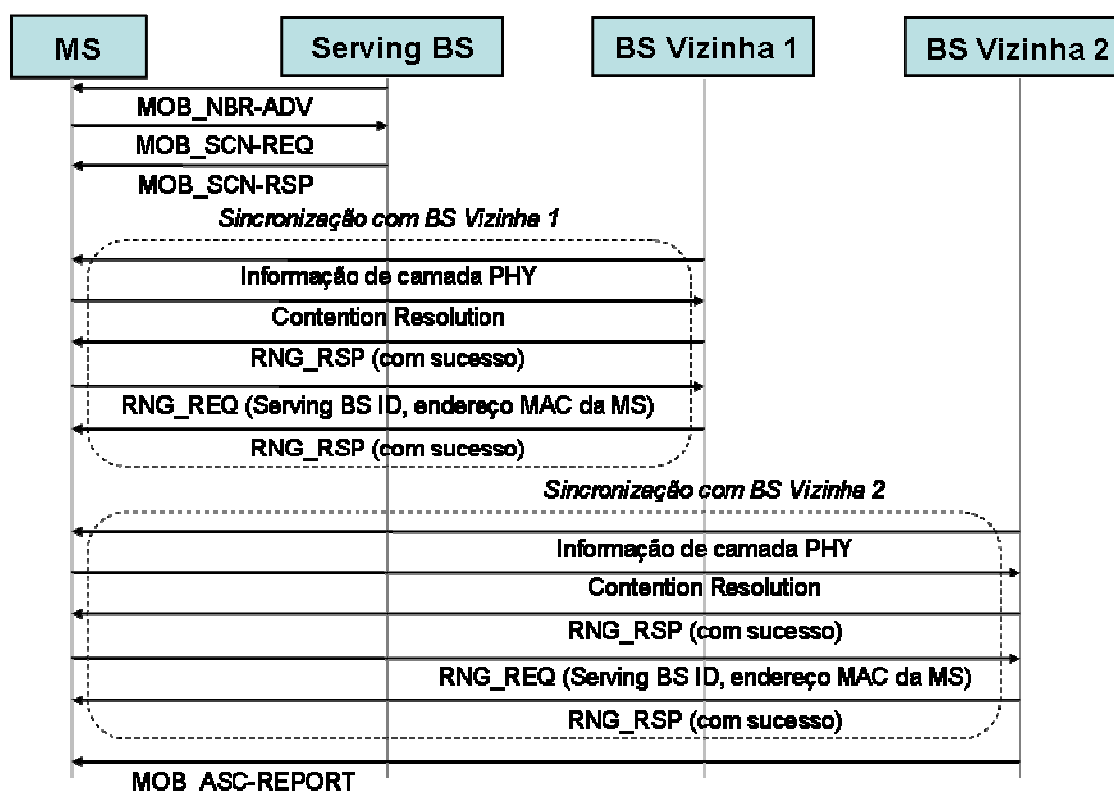 MS
Serving BS
BS Vizinha 1
BS Vizinha 2
MOB_NBR-ADV
MOB_SCN-REQ
MOB_SCN-RSP
Sincronização com BS Vizinha 1
Informação de camada PHY
Contention Resolution
RNG_RSP (com sucesso)
RNG_REQ (Serving BS ID, endereço MAC da MS)
RNG_RSP (com sucesso)
Sincronização com BS Vizinha 2
Informação de camada PHY
Contention Resolution
RNG_RSP (com sucesso)
RNG_REQ (Serving BS ID, endereço MAC da MS)
RNG_RSP (com sucesso)
MOB_ASC-REPORT